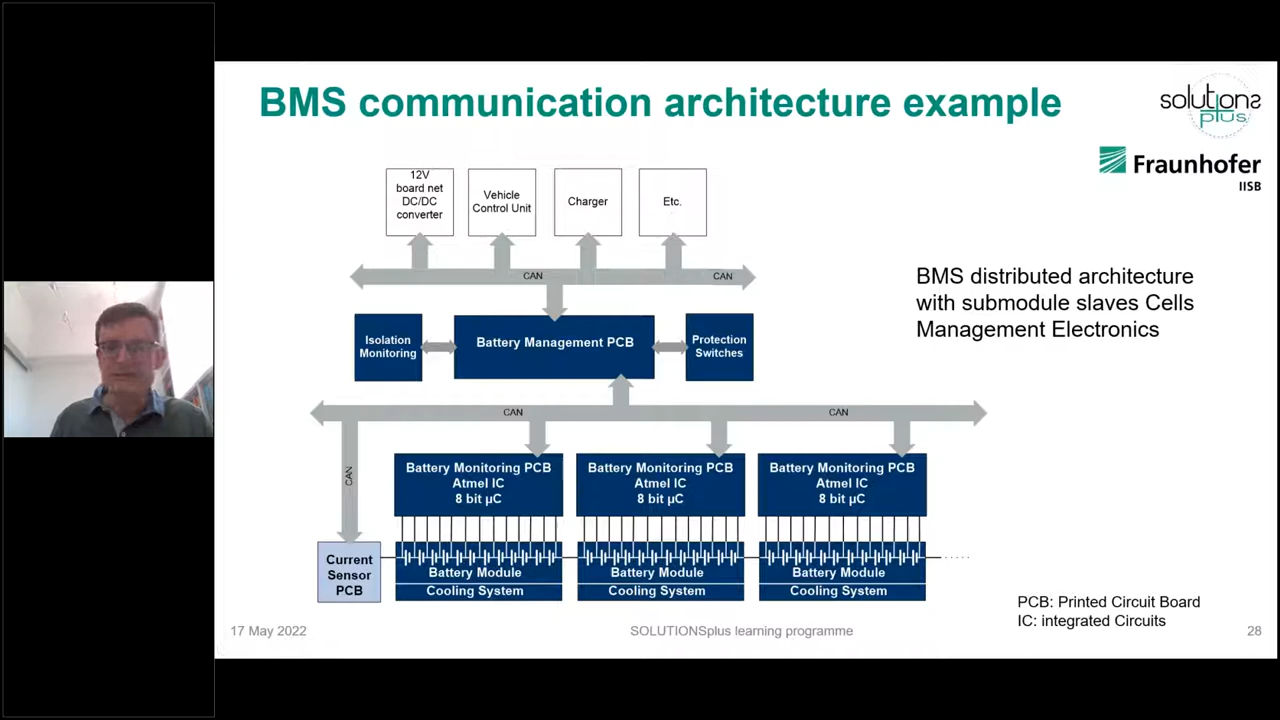 BMS communication architecture example
solutions
plus
Fraunhofer
IISB
12V
board net
DC/DC
converter
Vehicle
Control Unit
Charger
Etc.
CAN
CAN
BMS distributed architecture
with submodule slaves Cells
Management Electronics
Isolation
Monitoring
Battery Management PCB
Protection
Switches
CAN
CAN
CAN
Battery Monitoring PCB
Atmel IC
8 bit µC
Battery Monitoring PCB
Atmel IC
8 bit µC
Battery Monitoring PCB
Atmel IC
8 bit µC
Current
Sensor
PCB
Battery Module
Cooling System
Battery Module
Cooling System
Battery Module
Cooling System
PCB: Printed Circuit Board
IC: integrated Circuits
17 May 2022
SOLUTIONSplus learning programme
28